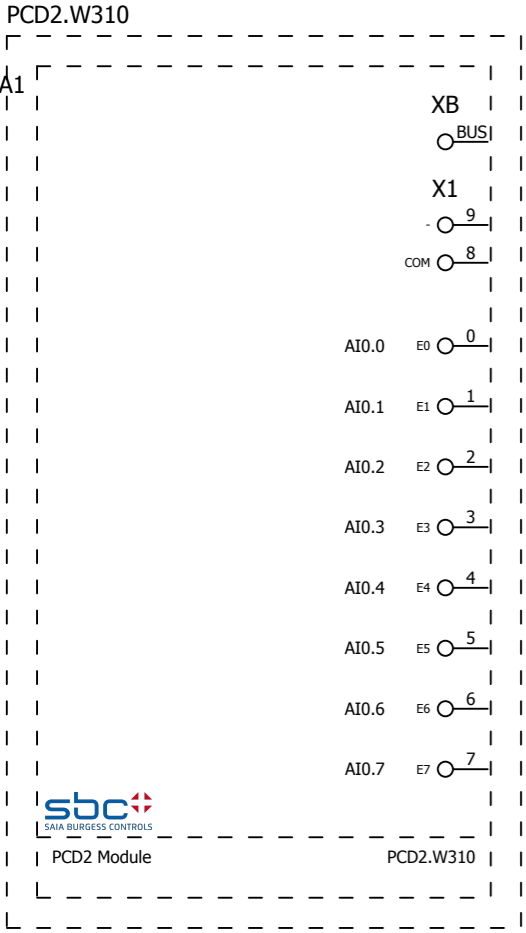 PCD2.W310
A1
XB
BUS
X1
- 9
COM 8
AI0.0 E0 0
AI0.1 E1 1
AI0.2 E2 2
AI0.3 E3 3
AI0.4 E4 4
AI0.5 E5 5
AI0.6 E6 6
AI0.7 E7 7
sbc
SAIA BURGESS CONTROLS
PCD2 Module PCD2.W310